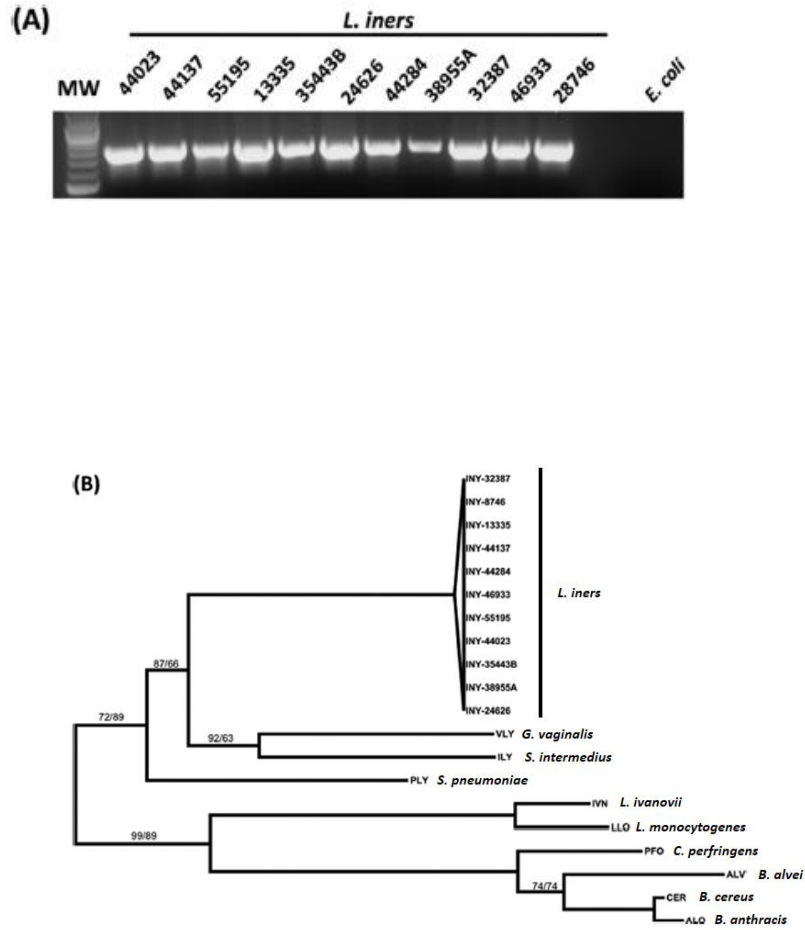 (A)
L. iners
MW 44023 44137 55195 13335 35443B 24626 44284 38955A 32387 46933 28746 E. coli
(B)
INY-32387
INY-8746
INY-13335
INY-44137
INY-44284
INY-46933
L. iners
INY-55195
INY-44023
INY-35443B
87/66
INY-38955A
INY-24626
72/89
VLY G. vaginalis
92/63
ILY S. intermedius
PLY S. pneumoniae
IVN L. ivanovii
LLO L. monocytogenes
99/89
PFO C. perfringens
ALV B. alvei
74/74
CER B. cereus
ALO B. anthracis